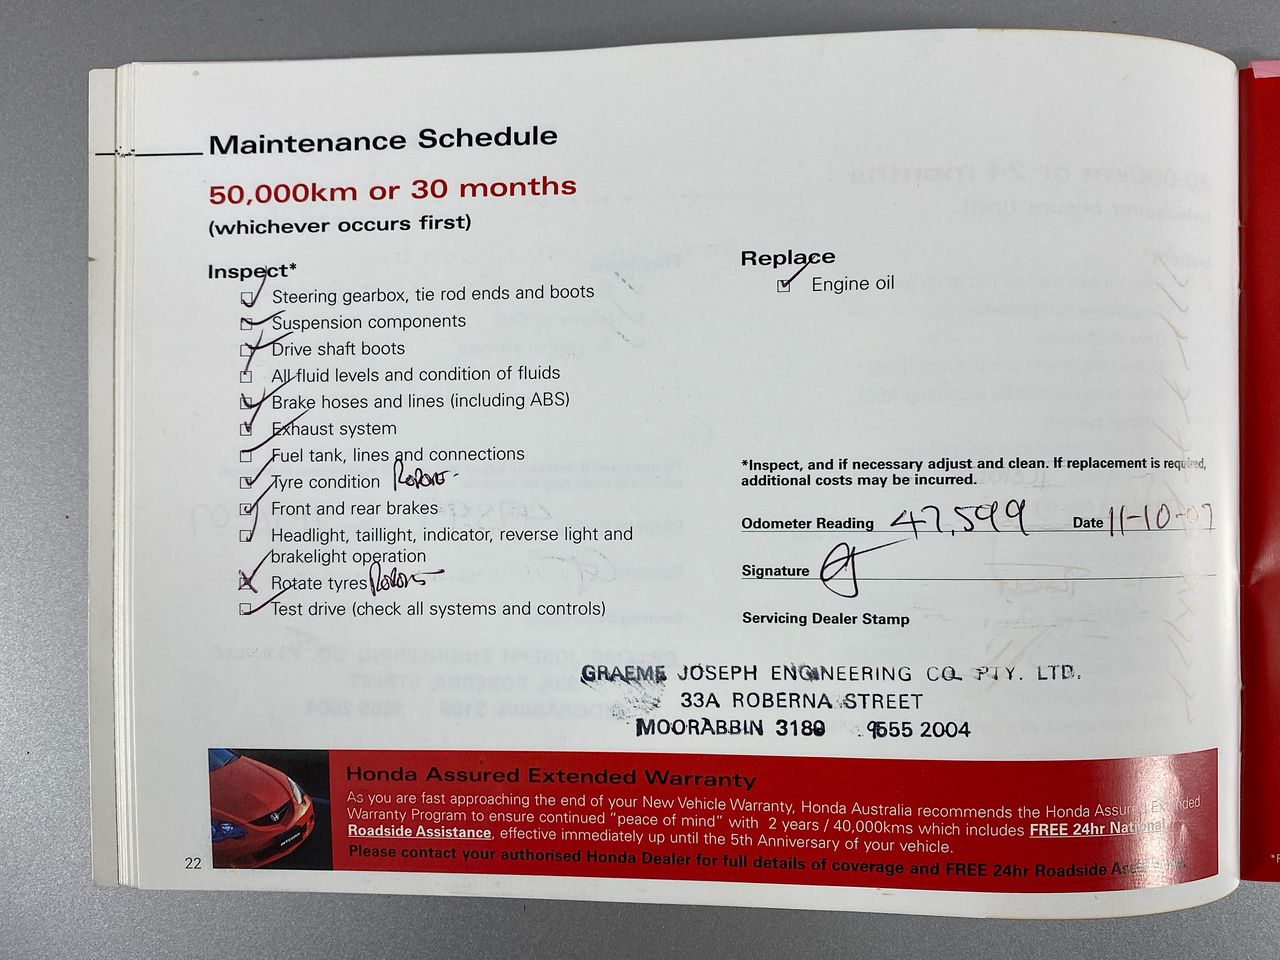 Maintenance Schedule
50,000km or 30 months
(whichever occurs first)
Inspect*
Steering gearbox, tie rod ends and boots
Suspension components
Drive shaft boots
All fluid levels and condition of fluids
Brake hoses and lines (including ABS)
Exhaust system
Fuel tank, lines and connections
Tyre condition
Front and rear brakes
Headlight, taillight, indicator, reverse light and
brakelight operation
Rotate tyres
Test drive (check all systems and controls)
Replace
Engine oil
*Inspect, and if necessary adjust and clean. If replacement is required,
additional costs may be incurred.
Odometer Reading 47,599 Date 11-10-07
Signature
Servicing Dealer Stamp
GRAEME JOSEPH ENGINEERING CO. PTY. LTD.
33A ROBERNA STREET
MOORABBIN 3189 9555 2004
Honda Assured Extended Warranty
As you are fast approaching the end of your New Vehicle Warranty, Honda Australia recommends the Honda Assured Extended
Warranty Program to ensure continued "peace of mind" with 2 years / 40,000kms which includes FREE 24hr National
Roadside Assistance, effective immediately up until the 5th Anniversary of your vehicle.
Please contact your authorised Honda Dealer for full details of coverage and FREE 24hr Roadside Assistance.
22